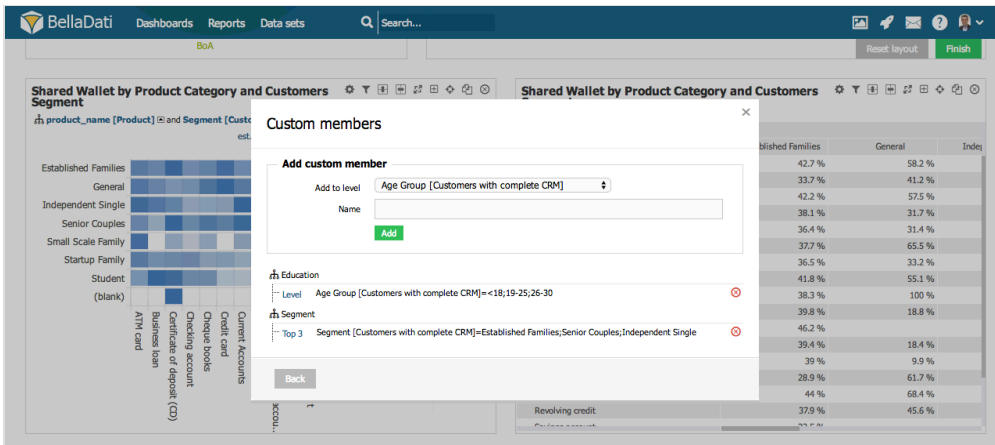 BellaDati Dashboards Reports Data sets Search...
BoA
Reset layout Finish
Shared Wallet by Product Category and Customers
Segment
product_name [Product] and Segment [Custo
est.
Established Families
General
Independent Single
Senior Couples
Small Scale Family
Startup Family
Student
(blank)
ATM card
Business loan
Certificate of deposit (CD)
Checking account
Cheque books
Credit card
Current Accounts
accou...
Custom members
Add custom member
Add to level Age Group [Customers with complete CRM]
Name
Add
Education
Level Age Group [Customers with complete CRM]=<18;19-25;26-30
Segment
Top 3 Segment [Customers with complete CRM]=Established Families;Senior Couples;Independent Single
Back
Shared Wallet by Product Category and Customers
blished Families General Indep
42.7 % 58.2 %
33.7 % 41.2 %
42.2 % 57.5 %
38.1 % 31.7 %
36.4 % 31.4 %
37.7 % 65.5 %
36.5 % 33.2 %
41.8 % 55.1 %
38.3 % 100 %
39.8 % 18.8 %
46.2 %
39.4 % 18.4 %
39 % 9.9 %
28.9 % 61.7 %
44 % 68.4 %
Revolving credit 37.9 % 45.6 %